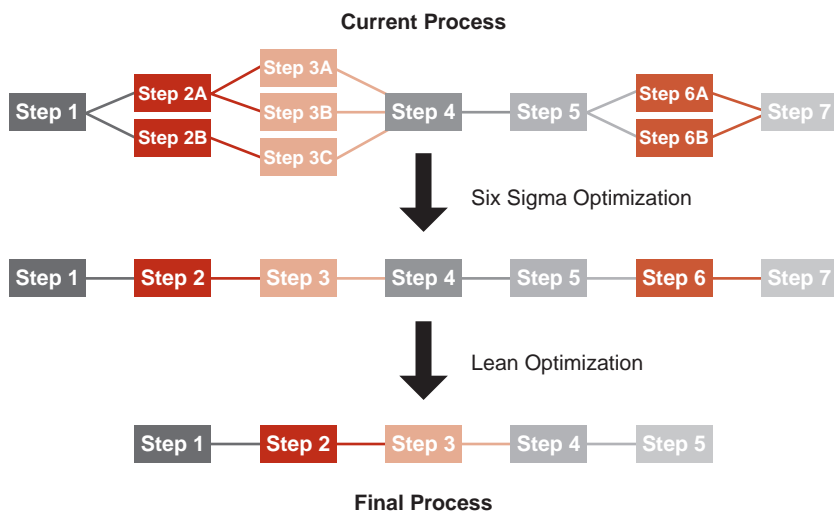 Current Process
Step 3A
Step 2A
Step 6A
Step 1
Step 3B
Step 4
Step 5
Step 7
Step 2B
Step 6B
Step 3C
Six Sigma Optimization
Step 1
Step 2
Step 3
Step 4
Step 5
Step 6
Step 7
Lean Optimization
Step 1
Step 2
Step 3
Step 4
Step 5
Final Process